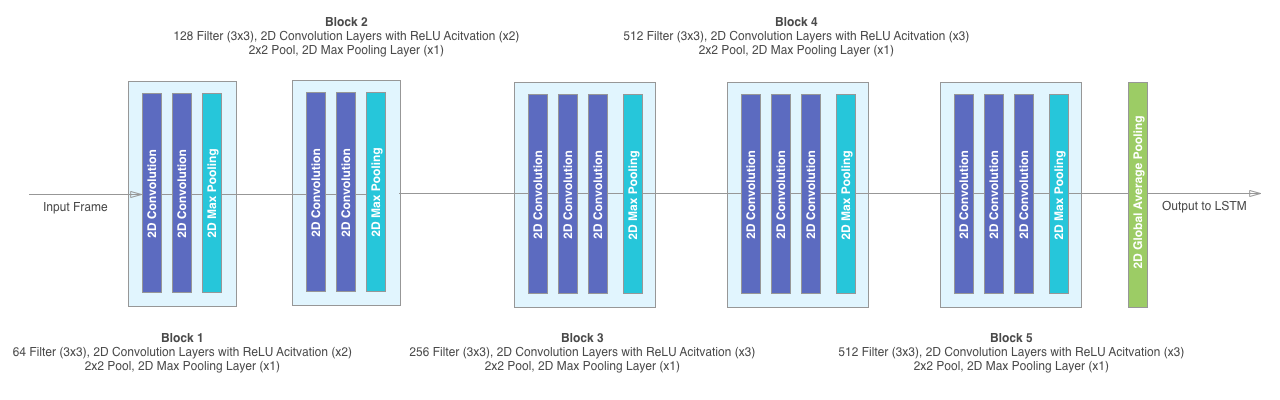 Block 2
128 Filter (3x3), 2D Convolution Layers with ReLU Acitvation (x2)
2x2 Pool, 2D Max Pooling Layer (x1)
Block 4
512 Filter (3x3), 2D Convolution Layers with ReLU Acitvation (x3)
2x2 Pool, 2D Max Pooling Layer (x1)
Input Frame
2D Convolution
2D Convolution
2D Max Pooling
2D Convolution
2D Convolution
2D Max Pooling
2D Convolution
2D Convolution
2D Convolution
2D Max Pooling
2D Convolution
2D Convolution
2D Convolution
2D Max Pooling
2D Convolution
2D Convolution
2D Convolution
2D Max Pooling
2D Global Average Pooling
Output to LSTM
Block 1
64 Filter (3x3), 2D Convolution Layers with ReLU Acitvation (x2)
2x2 Pool, 2D Max Pooling Layer (x1)
Block 3
256 Filter (3x3), 2D Convolution Layers with ReLU Acitvation (x3)
2x2 Pool, 2D Max Pooling Layer (x1)
Block 5
512 Filter (3x3), 2D Convolution Layers with ReLU Acitvation (x3)
2x2 Pool, 2D Max Pooling Layer (x1)